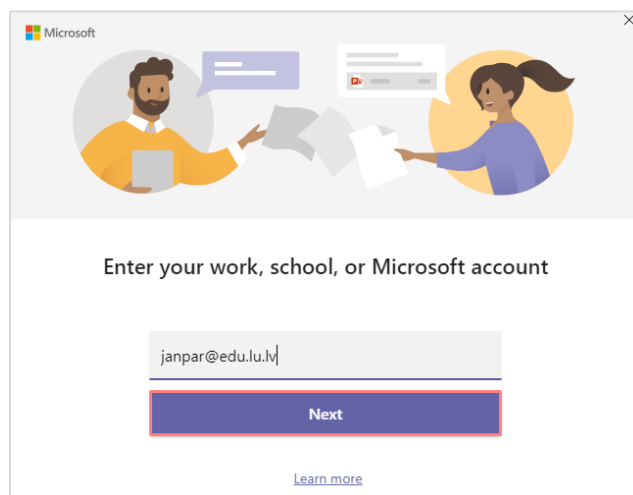 Microsoft
Enter your work, school, or Microsoft account
janpar@edu.lu.lv
Next
Learn more